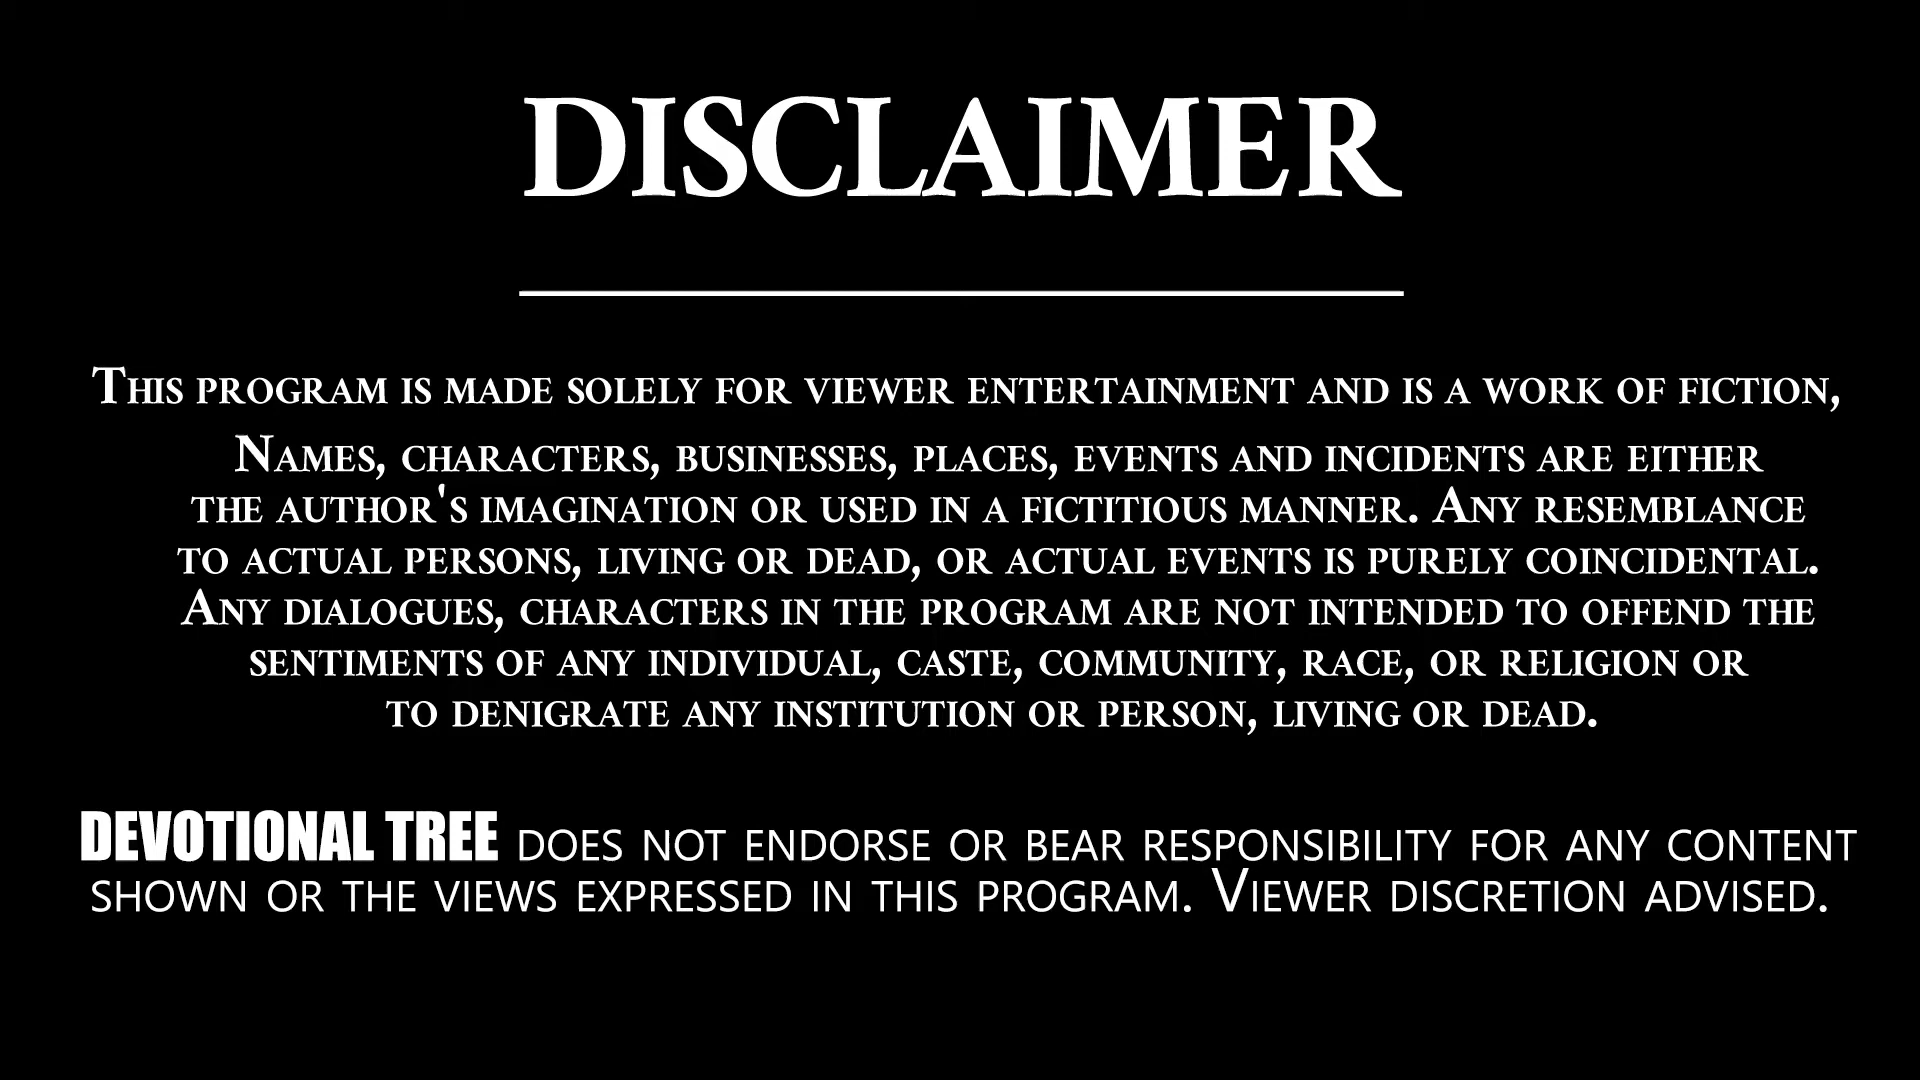 DISCLAIMER
This program is made solely for viewer entertainment and is a work of fiction,
Names, characters, businesses, places, events and incidents are either
the author's imagination or used in a fictitious manner. Any resemblance
to actual persons, living or dead, or actual events is purely coincidental.
Any dialogues, characters in the program are not intended to offend the
sentiments of any individual, caste, community, race, or religion or
to denigrate any institution or person, living or dead.
DEVOTIONAL TREE does not endorse or bear responsibility for any content
shown or the views expressed in this program. Viewer discretion advised.